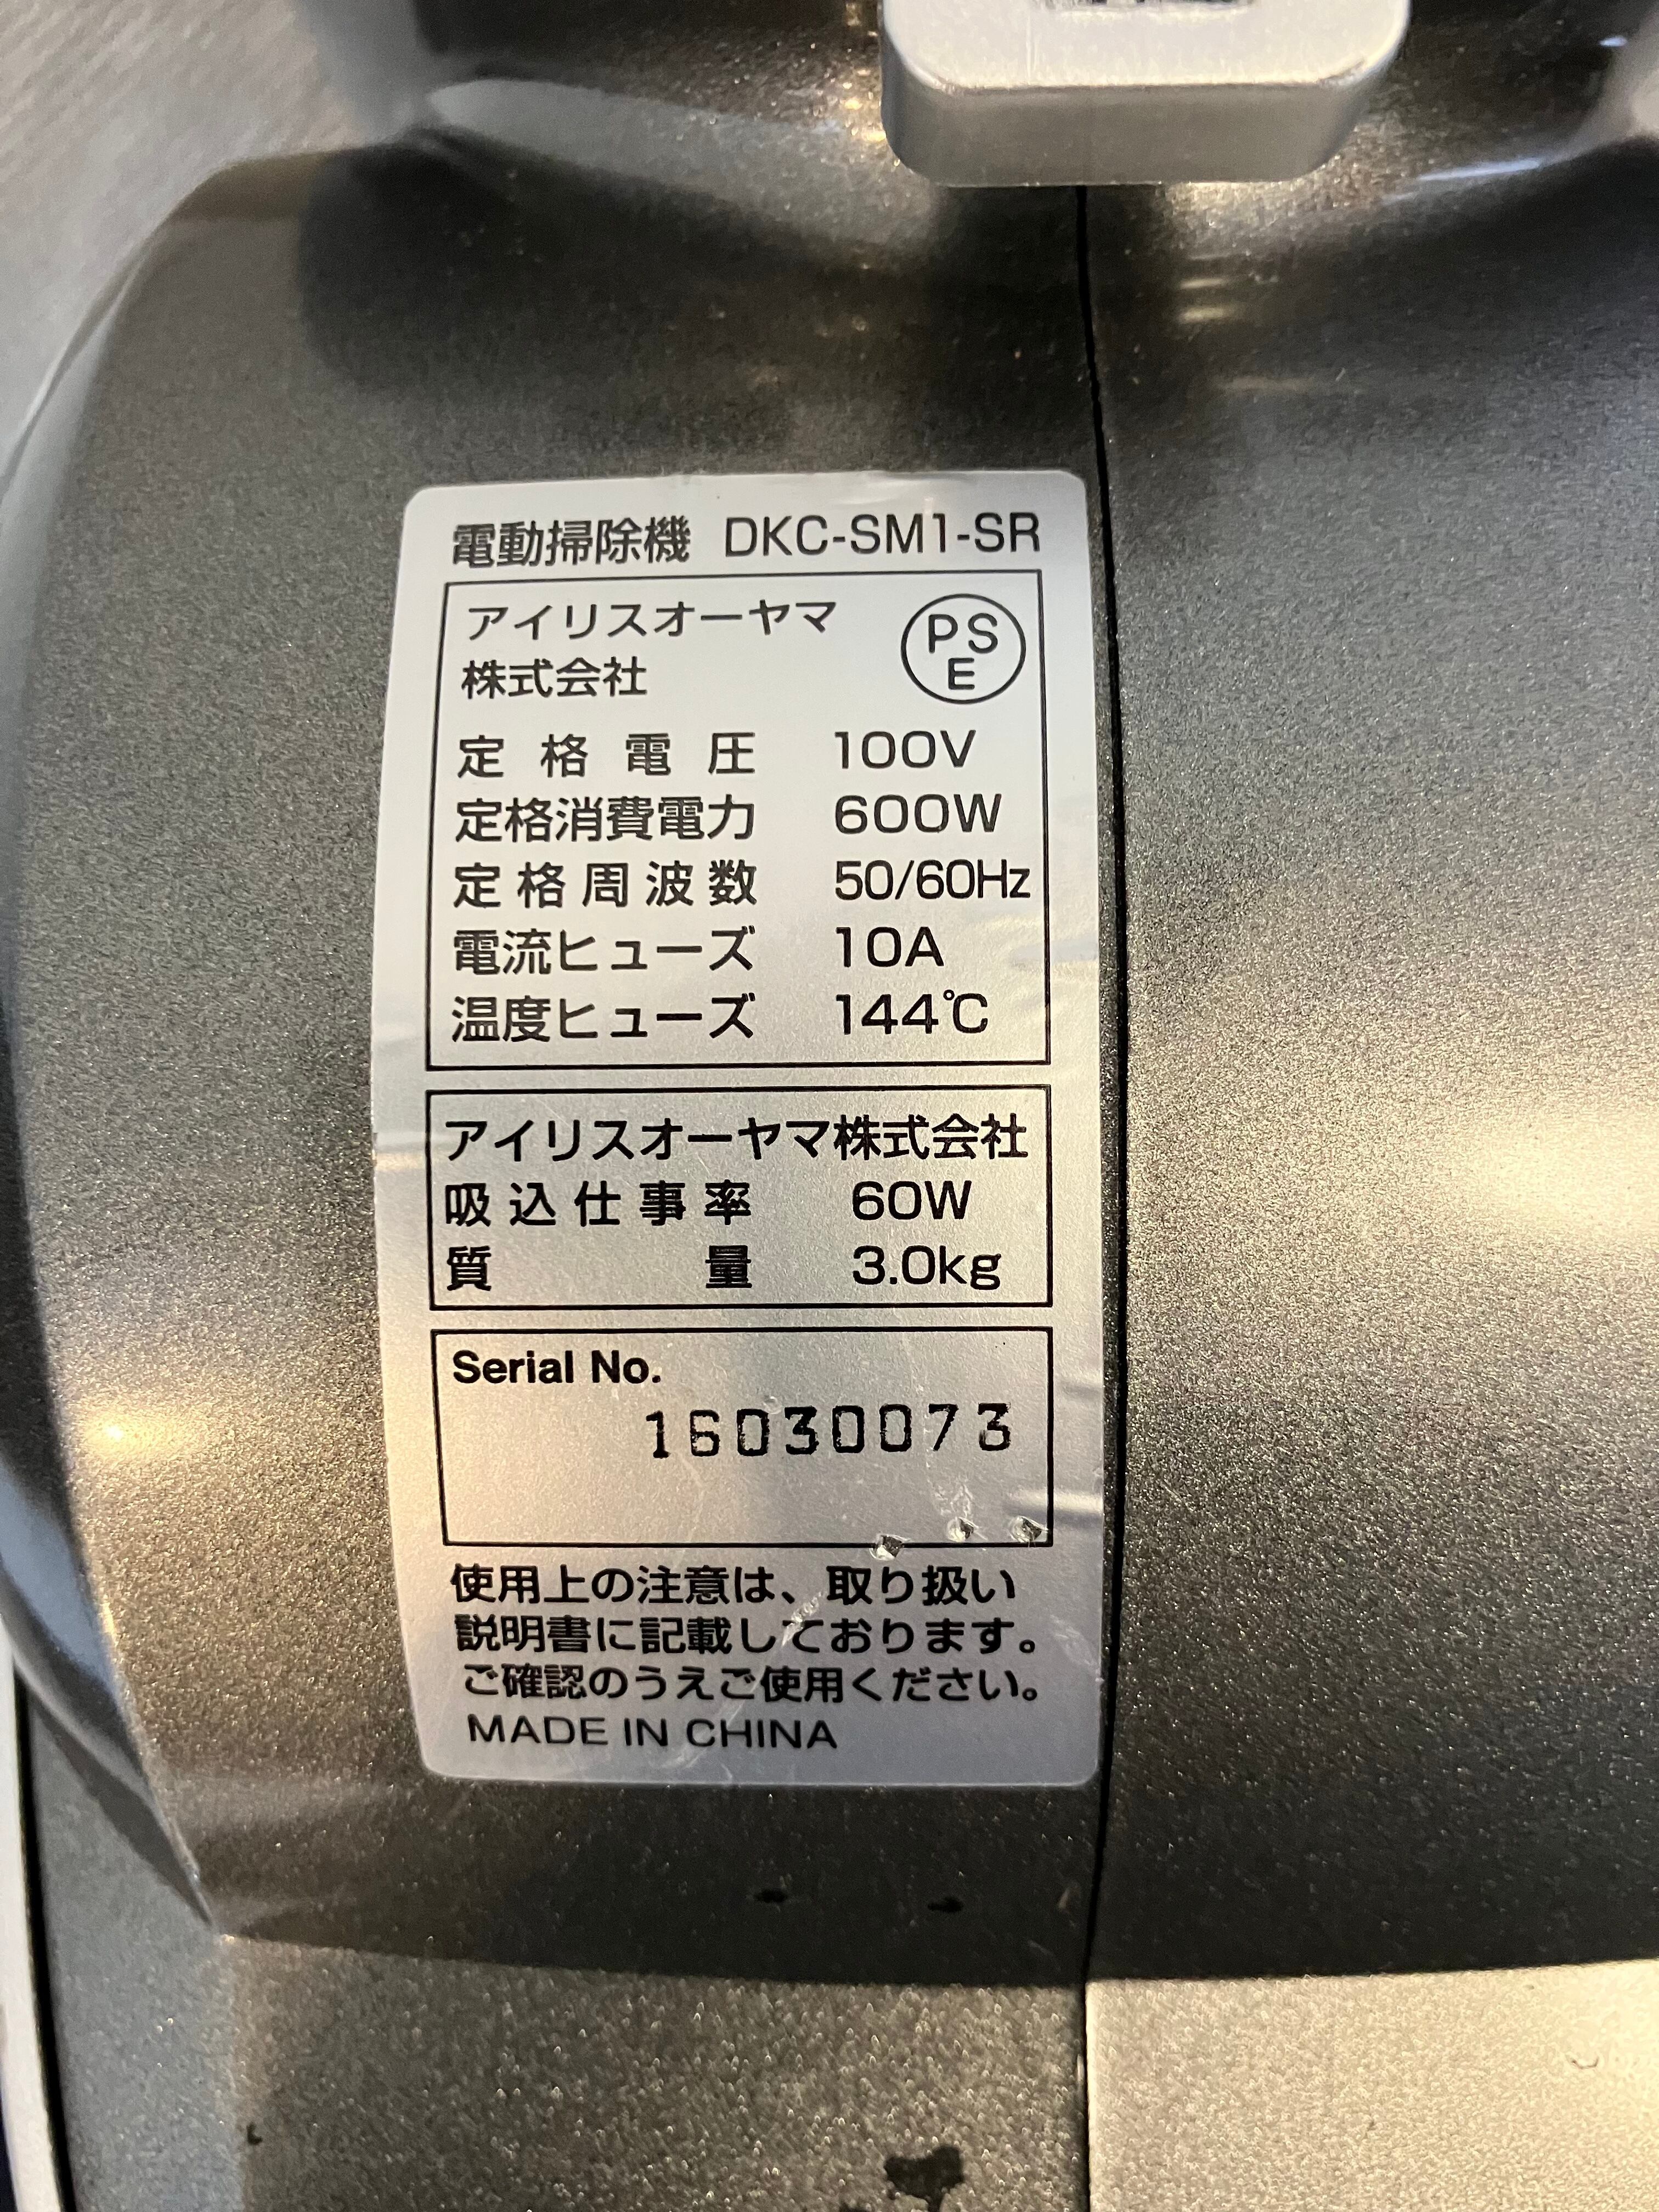 電動掃除機 DKC-SM1-SR
アイリスオーヤマ
株式会社
PS
E
定格電圧 100V
定格消費電力 600W
定格周波数 50/60Hz
電流ヒューズ 10A
温度ヒューズ 144℃
アイリスオーヤマ株式会社
吸込仕事率 60W
質量 3.0kg
Serial No.
16030073
使用上の注意は、取り扱い
説明書に記載しております。
ご確認のうえご使用ください。
MADE IN CHINA